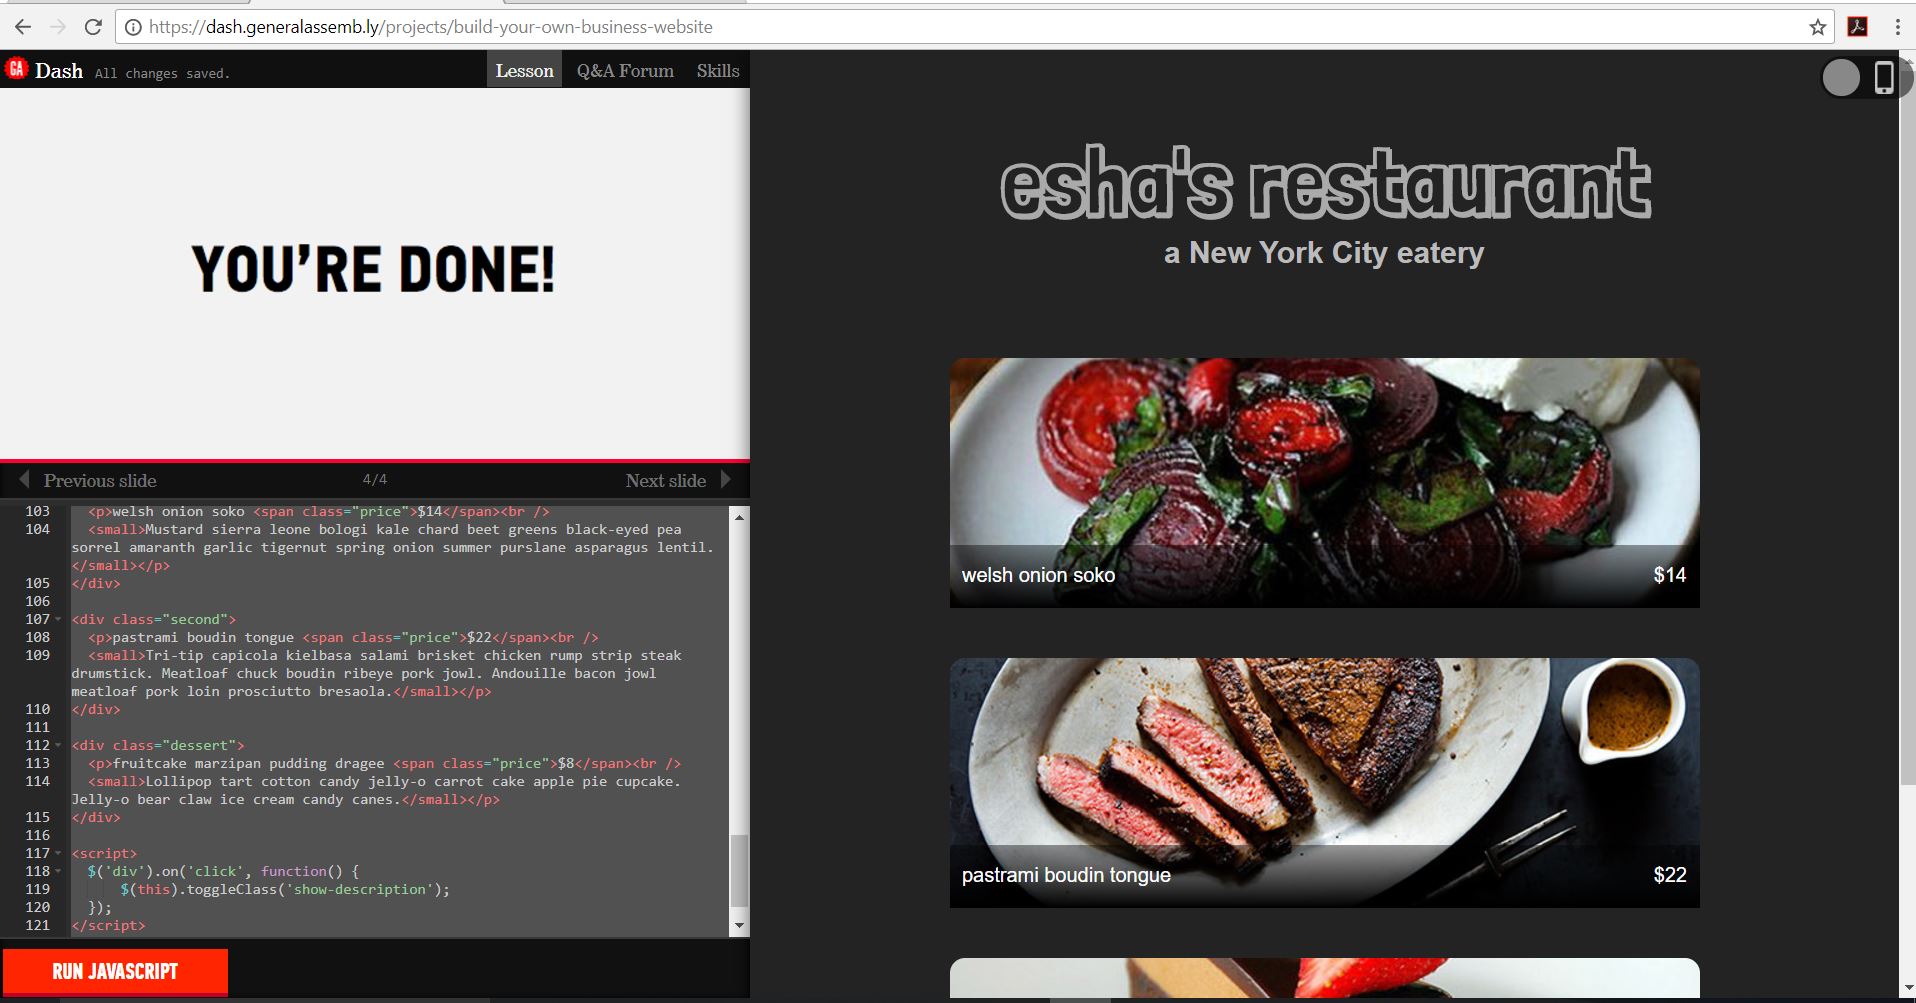 https://dash.generalassemb.ly/projects/build-your-own-business-website
GA Dash All changes saved. Lesson Q&A Forum Skills
YOU'RE DONE!
Previous slide 4/4 Next slide
103 <p>welsh onion soko <span class="price">$14</span><br />
104 <small>Mustard sierra leone bologi kale chard beet greens black-eyed pea
sorrel amaranth garlic tigernut spring onion summer purslane asparagus lentil.
</small></p>
105 </div>
106
107 <div class="second">
108 <p>pastrami boudin tongue <span class="price">$22</span><br />
109 <small>Tri-tip capicola kielbasa salami brisket chicken rump strip steak
drumstick. Meatloaf chuck boudin ribeye pork jowl. Andouille bacon jowl
meatloaf pork loin prosciutto bresaola.</small></p>
110 </div>
111
112 <div class="dessert">
113 <p>fruitcake marzipan pudding dragee <span class="price">$8</span><br />
114 <small>Lollipop tart cotton candy jelly-o carrot cake apple pie cupcake.
Jelly-o bear claw ice cream candy canes.</small></p>
115 </div>
116
117 <script>
118 $('div').on('click', function() {
119 $(this).toggleClass('show-description');
120 });
121 </script>
RUN JAVASCRIPT
esha's restaurant
a New York City eatery
welsh onion soko $14
pastrami boudin tongue $22